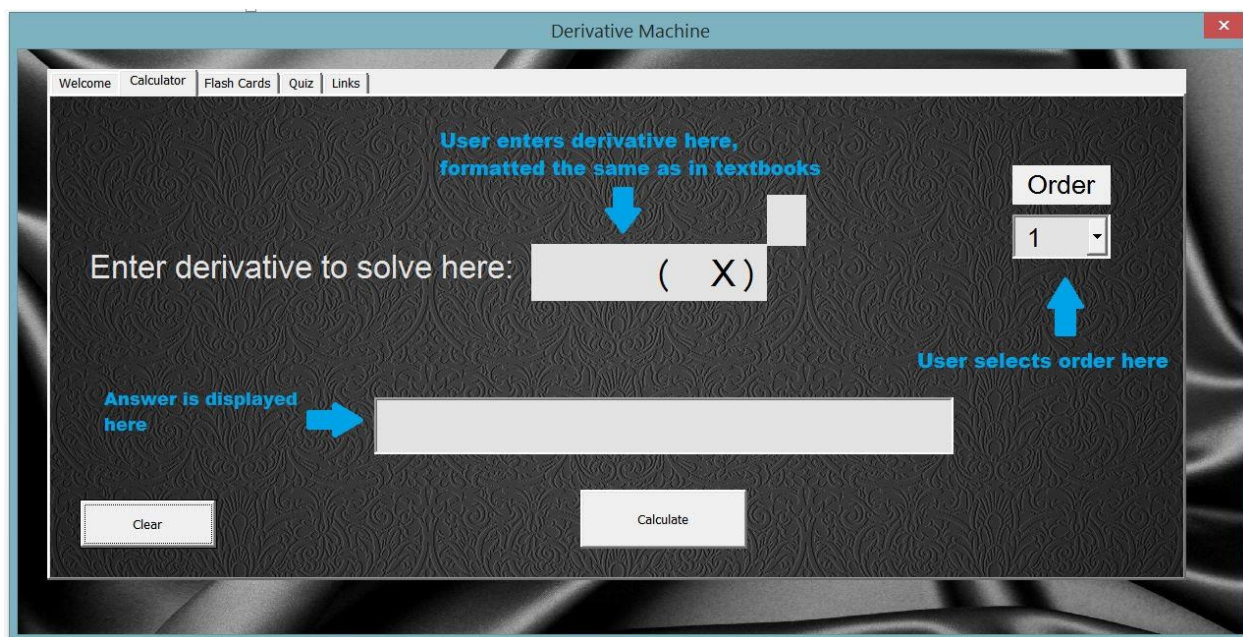 Derivative Machine
x
Welcome Calculator Flash Cards Quiz Links
User enters derivative here,
formatted the same as in textbooks
Order
1
Enter derivative to solve here:
( X )
User selects order here
Answer is displayed
here
Clear
Calculate